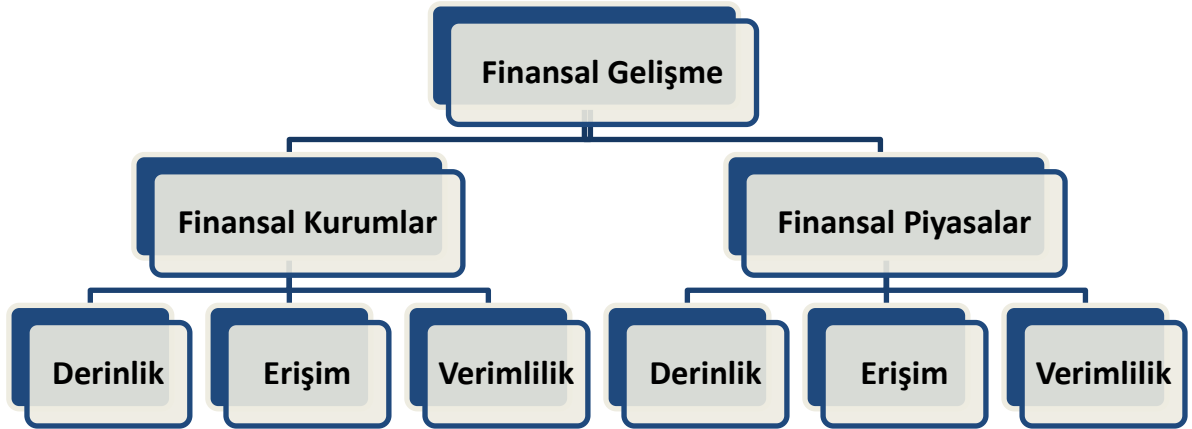 Finansal Gelişme
Finansal Kurumlar
Finansal Piyasalar
Derinlik
Erişim
Verimlilik
Derinlik
Erişim
Verimlilik